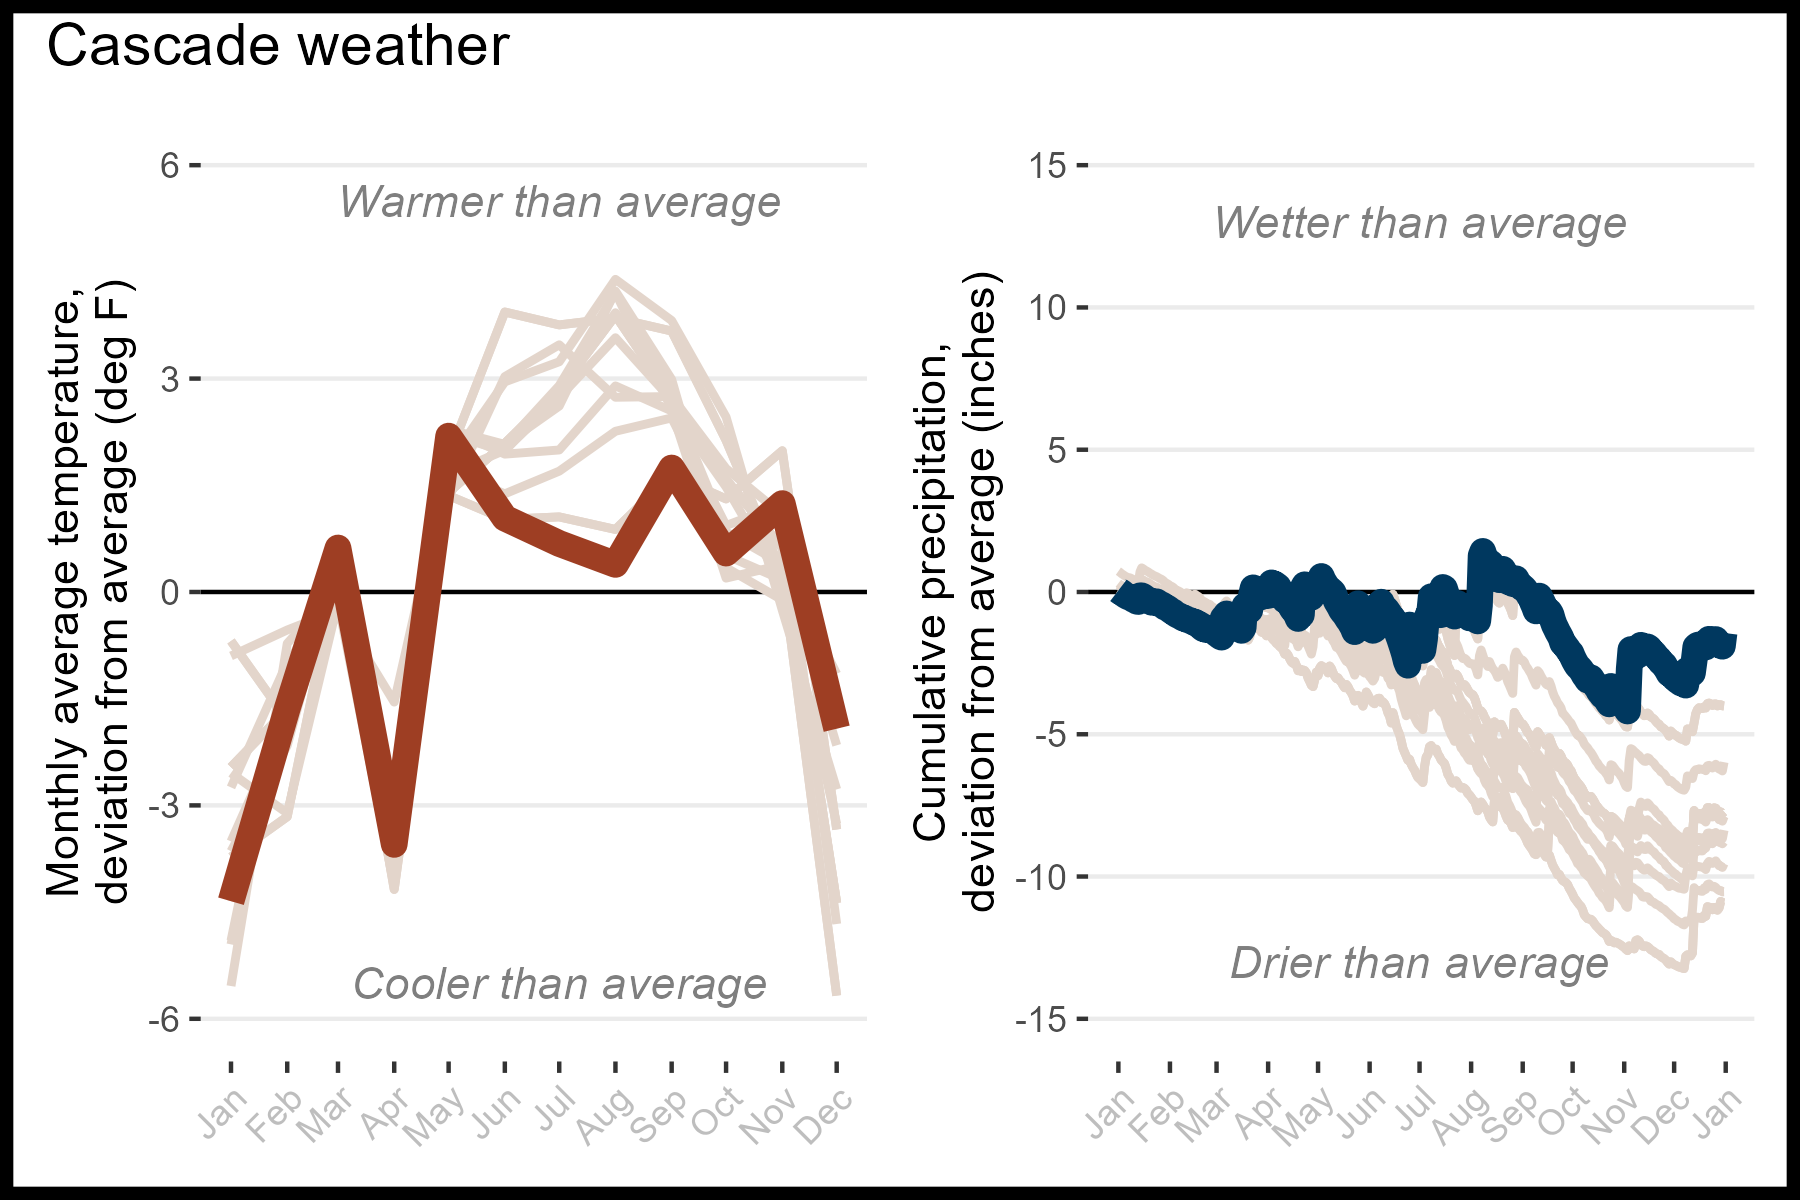 Cascade weather
Monthly average temperature,
deviation from average (deg F)
6
3
0
-3
-6
Warmer than average
Cooler than average
Jan
Feb
Mar
Apr
May
Jun
Jul
Aug
Sep
Oct
Nov
Dec
Cumulative precipitation,
deviation from average (inches)
15
10
5
0
-5
-10
-15
Wetter than average
Drier than average
Jan
Feb
Mar
Apr
May
Jun
Jul
Aug
Sep
Oct
Nov
Dec
Jan